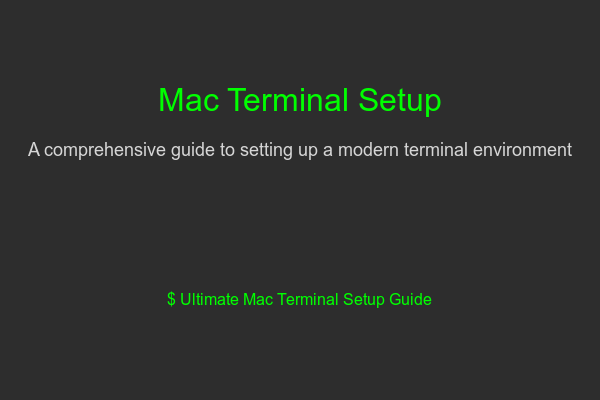 Mac Terminal Setup
A comprehensive guide to setting up a modern terminal environment
$ Ultimate Mac Terminal Setup Guide